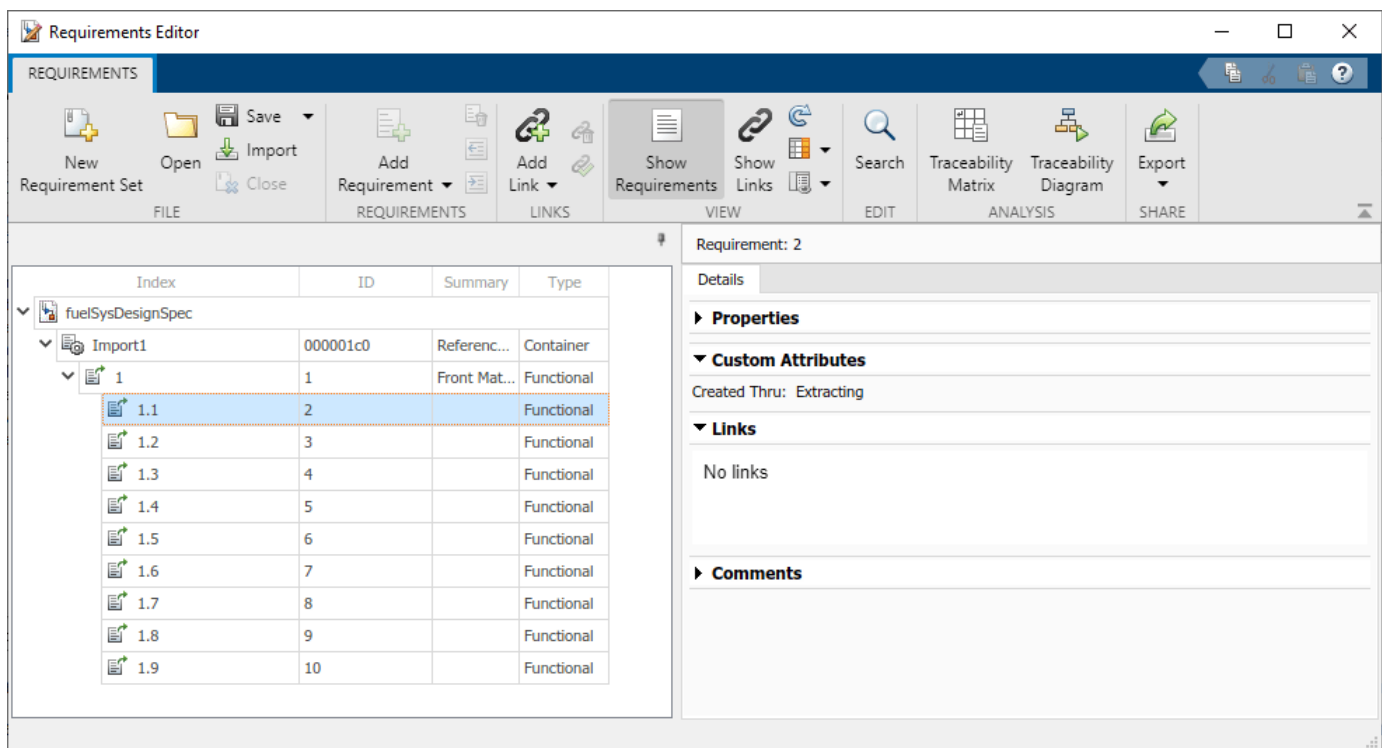 Requirements Editor
REQUIREMENTS
New Requirement Set
Open
Save
Import
Close
FILE
Add Requirement
REQUIREMENTS
Add Link
LINKS
Show Requirements
Show Links
VIEW
Search
EDIT
Traceability Matrix
Traceability Diagram
ANALYSIS
Export
SHARE
Index ID Summary Type
fuelSysDesignSpec
Import1 000001c0 Referenc... Container
1 1 Front Mat... Functional
1.1 2 Functional
1.2 3 Functional
1.3 4 Functional
1.4 5 Functional
1.5 6 Functional
1.6 7 Functional
1.7 8 Functional
1.8 9 Functional
1.9 10 Functional
Requirement: 2
Details
Properties
Custom Attributes
Created Thru: Extracting
Links
No links
Comments